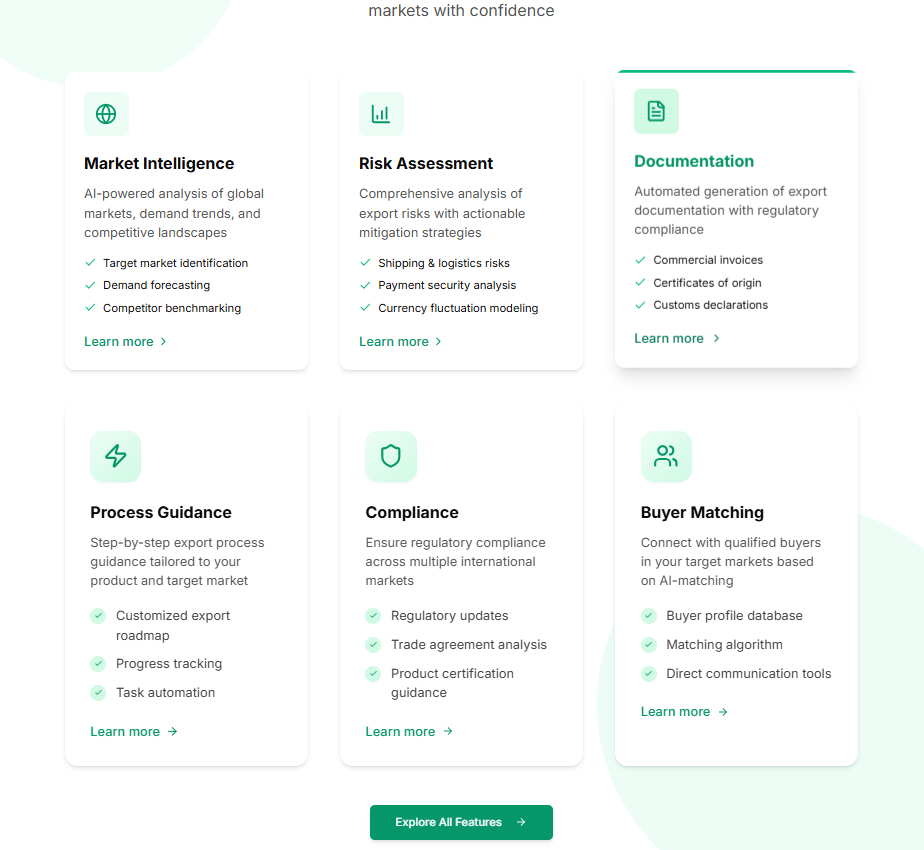 markets with confidence
Market Intelligence
AI-powered analysis of global
markets, demand trends, and
competitive landscapes
Target market identification
Demand forecasting
Competitor benchmarking
Learn more
Risk Assessment
Comprehensive analysis of
export risks with actionable
mitigation strategies
Shipping & logistics risks
Payment security analysis
Currency fluctuation modeling
Learn more
Documentation
Automated generation of export
documentation with regulatory
compliance
Commercial invoices
Certificates of origin
Customs declarations
Learn more
Process Guidance
Step-by-step export process
guidance tailored to your
product and target market
Customized export
roadmap
Progress tracking
Task automation
Learn more
Compliance
Ensure regulatory compliance
across multiple international
markets
Regulatory updates
Trade agreement analysis
Product certification
guidance
Learn more
Buyer Matching
Connect with qualified buyers
in your target markets based
on AI-matching
Buyer profile database
Matching algorithm
Direct communication tools
Learn more
Explore All Features